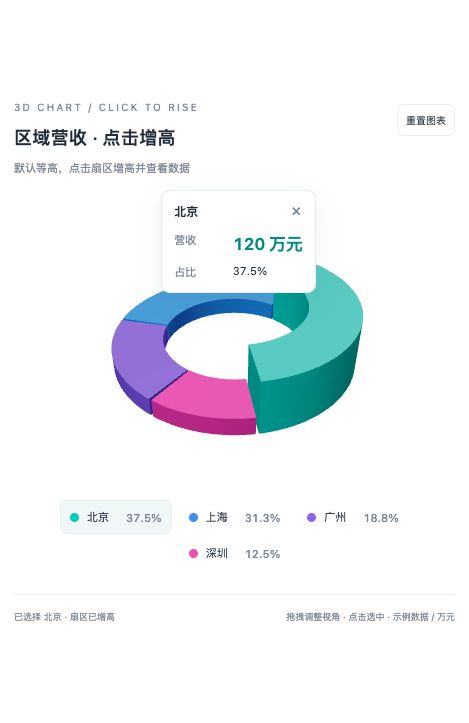 3D CHART / CLICK TO RISE
重置图表
区域营收 · 点击增高
默认等高，点击扇区增高并查看数据
北京 ×
营收 120 万元
占比 37.5%
北京 37.5% 上海 31.3% 广州 18.8%
深圳 12.5%
已选择 北京 · 扇区已增高 拖拽调整视角 · 点击选中 · 示例数据 / 万元